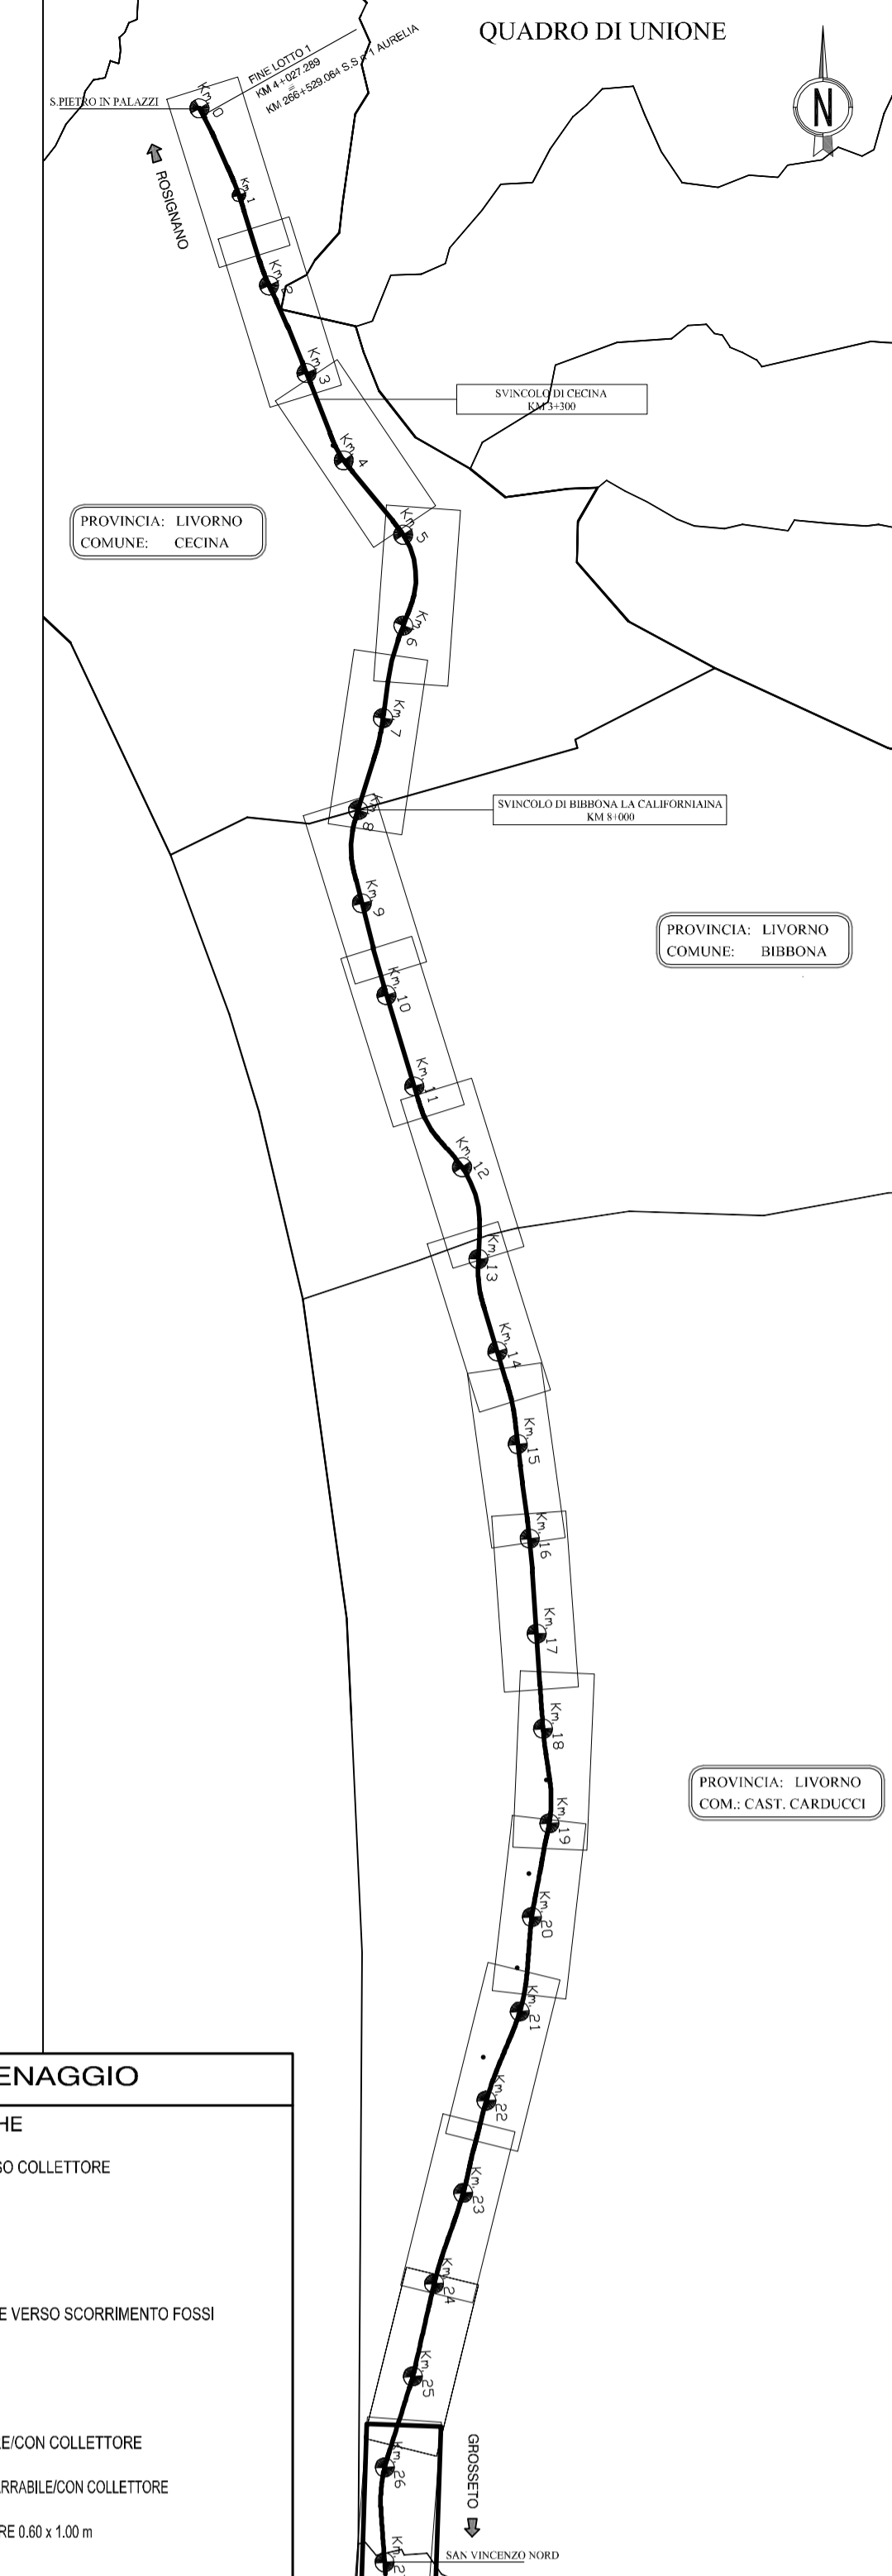 QUADRO DI UNIONE
FINE LOTTO 1
KM 4+027.289
=
KM 266+529.064 S.S.n°1 AURELIA
S.PIETRO IN PALAZZI
N
Km 0
ROSIGNANO
Km 1
Km 2
Km 3
SVINCOLO DI CECINA
KM 3+300
Km 4
PROVINCIA: LIVORNO
COMUNE: CECINA
Km 5
Km 6
Km 7
SVINCOLO DI BIBBONA LA CALIFORNIAINA
KM 8+000
Km 8
Km 9
PROVINCIA: LIVORNO
COMUNE: BIBBONA
Km 10
Km 11
Km 12
Km 13
Km 14
Km 15
Km 16
Km 17
Km 18
PROVINCIA: LIVORNO
COM.: CAST. CARDUCCI
Km 19
Km 20
Km 21
Km 22
Km 23
Km 24
Km 25
Km 26
GROSSETO
SAN VINCENZO NORD
Km 2
ENAGGIO
HE
SO COLLETTORE
E VERSO SCORRIMENTO FOSSI
E/CON COLLETTORE
ARRABILE/CON COLLETTORE
RE 0.60 x 1.00 m